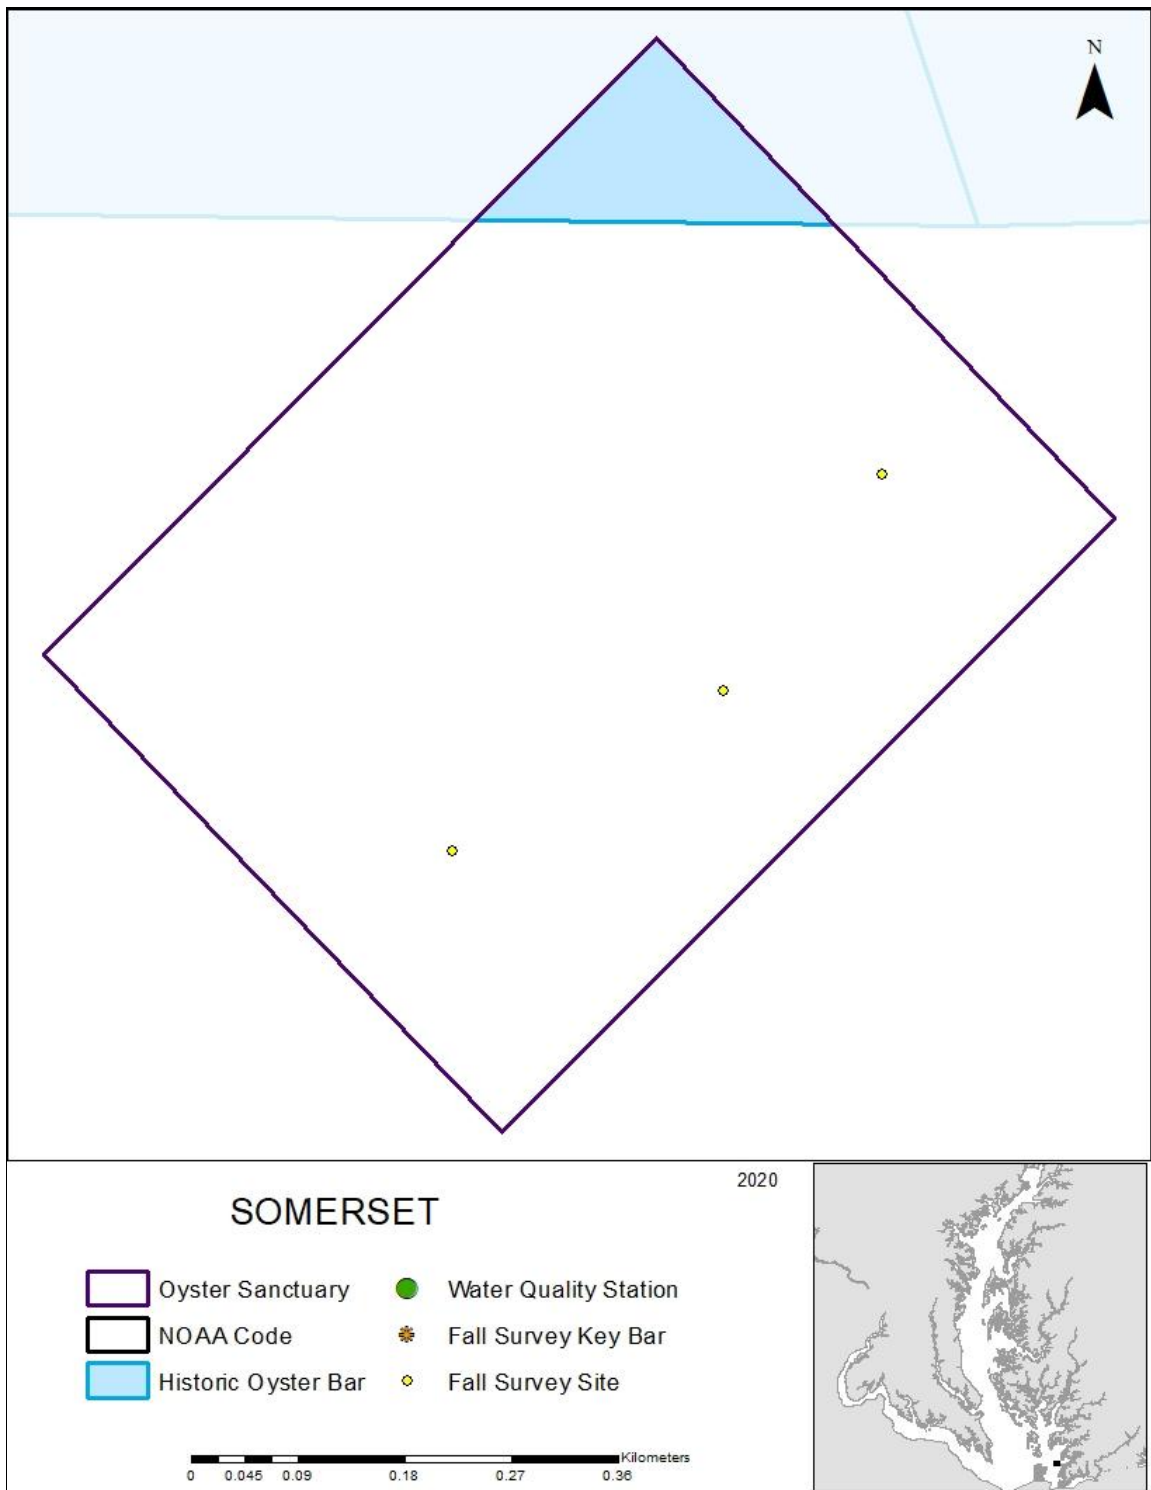 N
2020
SOMERSET
Oyster Sanctuary
Water Quality Station
NOAA Code
Fall Survey Key Bar
Historic Oyster Bar
Fall Survey Site
Kilometers
0 0.045 0.09 0.18 0.27 0.36